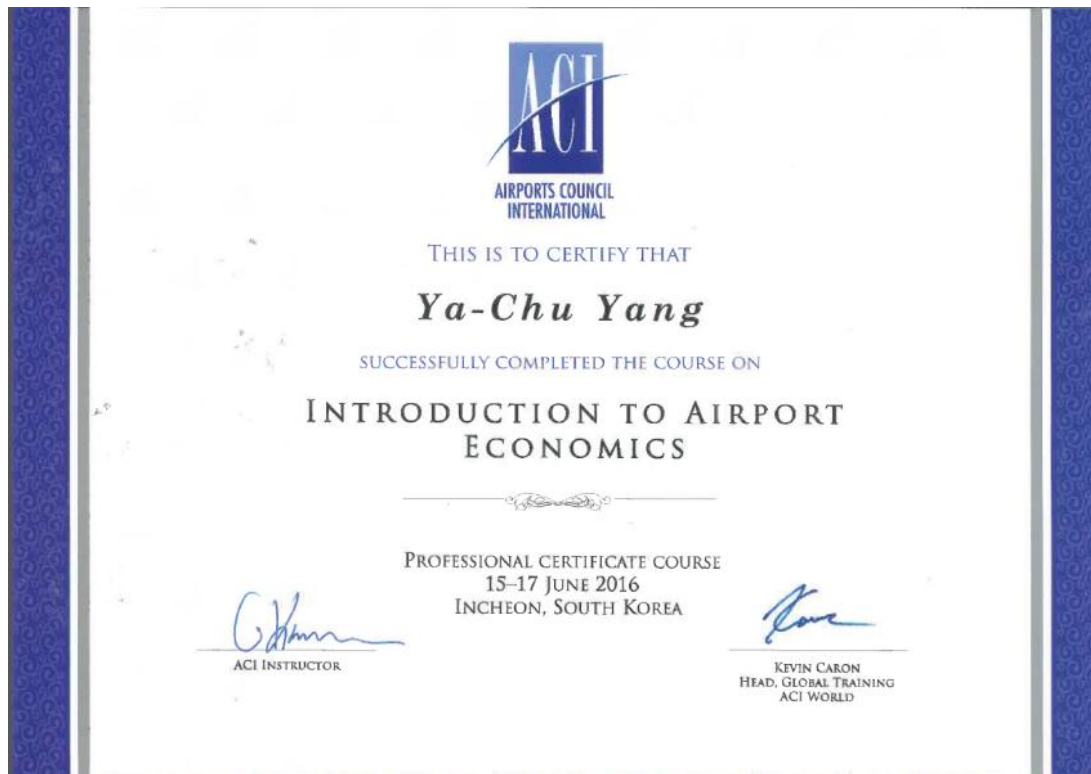 ACI
AIRPORTS COUNCIL
INTERNATIONAL
THIS IS TO CERTIFY THAT
Ya-Chu Yang
SUCCESSFULLY COMPLETED THE COURSE ON
INTRODUCTION TO AIRPORT
ECONOMICS
PROFESSIONAL CERTIFICATE COURSE
15–17 JUNE 2016
INCHEON, SOUTH KOREA
ACI INSTRUCTOR
KEVIN CARON
HEAD, GLOBAL TRAINING
ACI WORLD